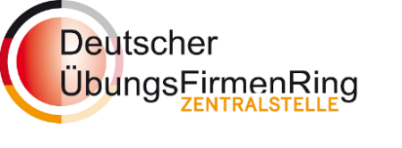 Deutscher
ÜbungsFirmenRing
ZENTRALSTELLE